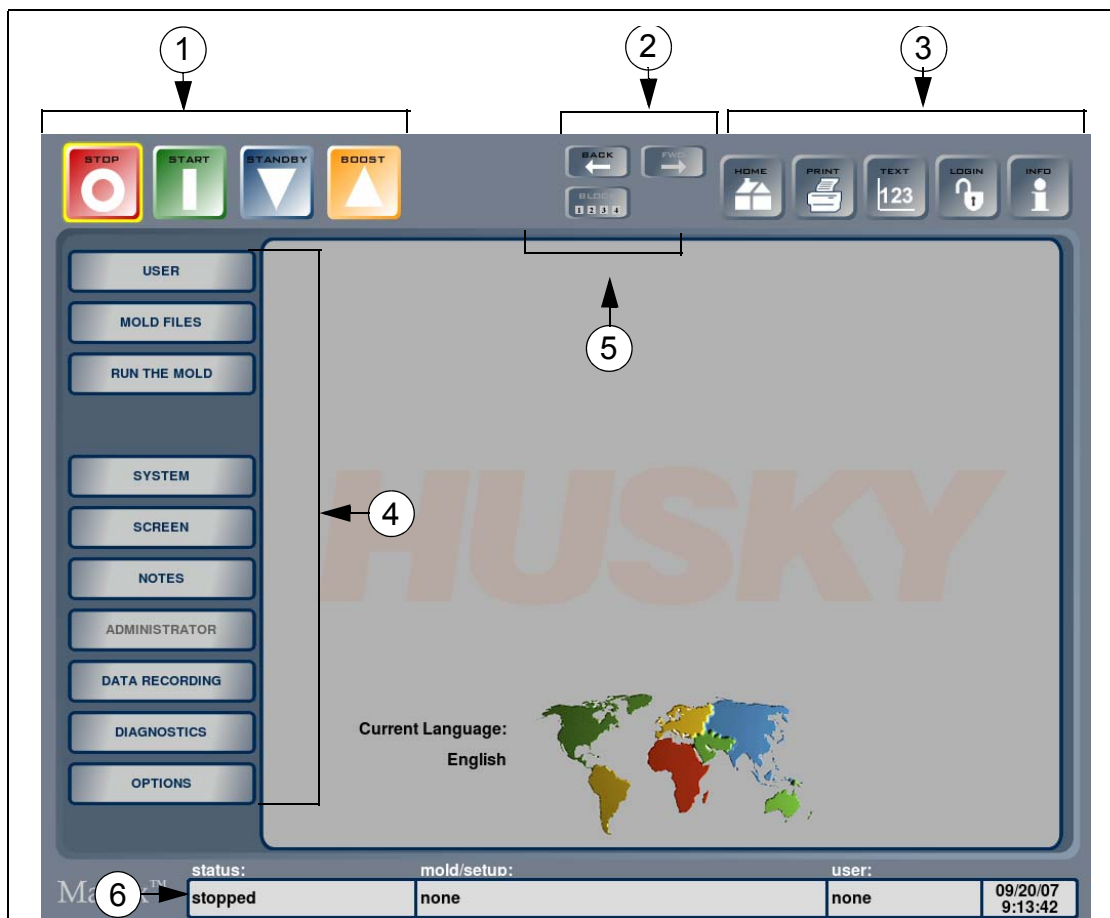 1
2
3
STOP
START
STANDBY
BOOST
BACK
FWD
BLOCK
1 2 3 4
HOME
PRINT
TEXT
123
LOGIN
INFO
5
USER
MOLD FILES
RUN THE MOLD
SYSTEM
SCREEN
NOTES
ADMINISTRATOR
DATA RECORDING
DIAGNOSTICS
OPTIONS
4
HUSKY
Current Language:
English
status:
mold/setup:
user:
6
stopped
none
none
09/20/07
9:13:42